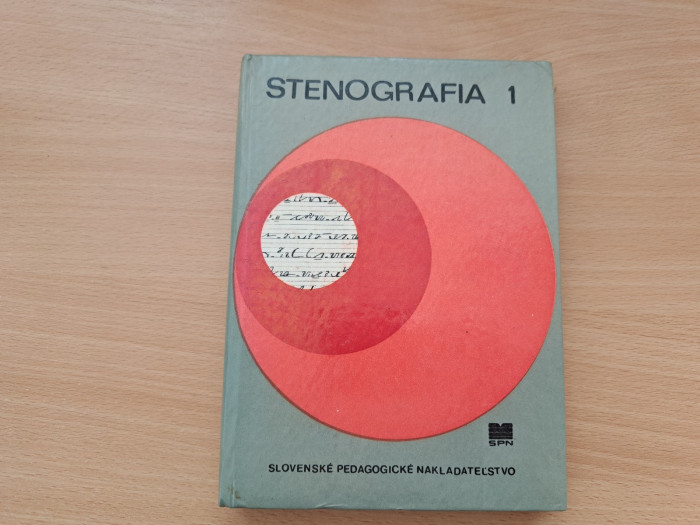 STENOGRAFIA 1
SPN
SLOVENSKÉ PEDAGOGICKÉ NAKLADATEĽSTVO